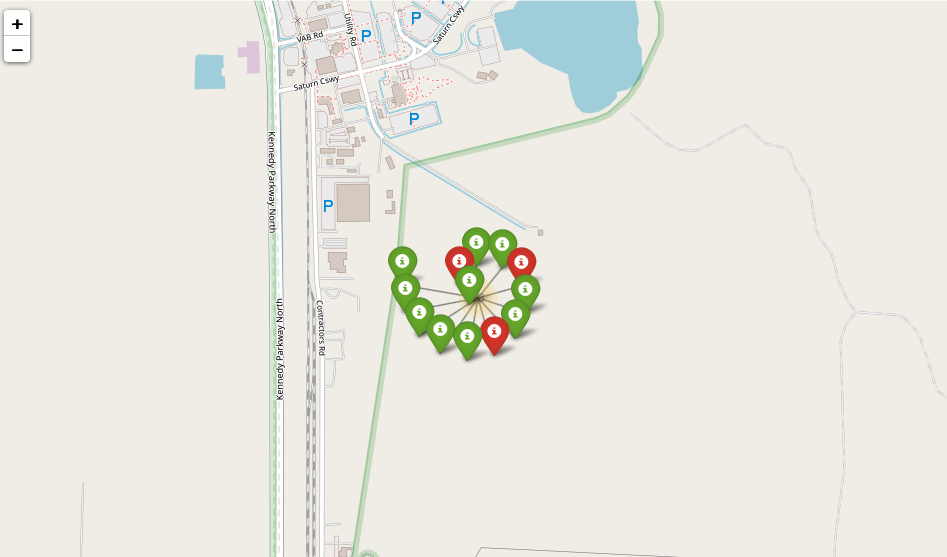 +
−
VAB Rd
Utility Rd
P
P
Saturn Cswy
Saturn Cswy
P
Kennedy Parkway North
P
Kennedy Parkway North
Contractors Rd
i
i
i
i
i
i
i
i
i
i
i
i
i